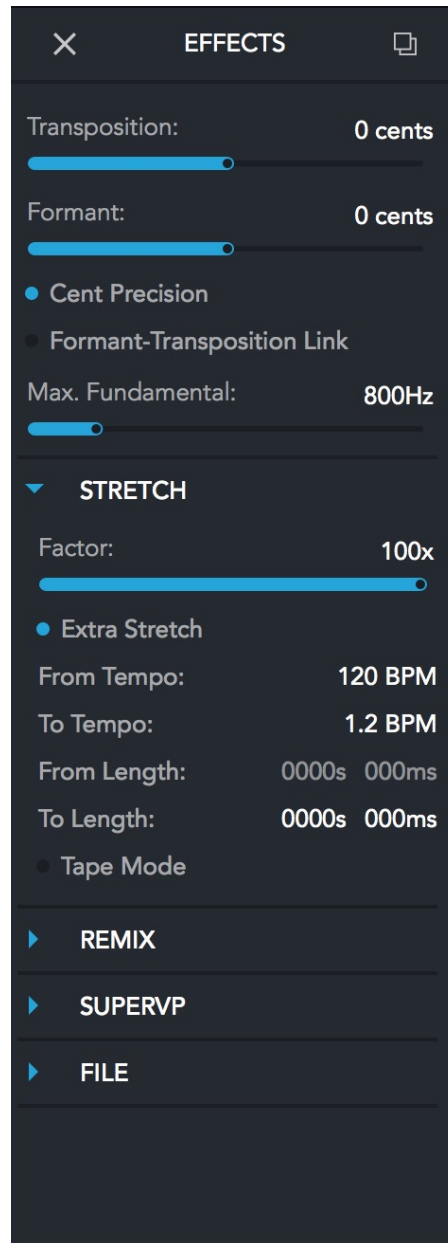 EFFECTS
Transposition: 0 cents
Formant: 0 cents
Cent Precision
Formant-Transposition Link
Max. Fundamental: 800Hz
STRETCH
Factor: 100x
Extra Stretch
From Tempo: 120 BPM
To Tempo: 1.2 BPM
From Length: 0000s 000ms
To Length: 0000s 000ms
Tape Mode
REMIX
SUPERVP
FILE